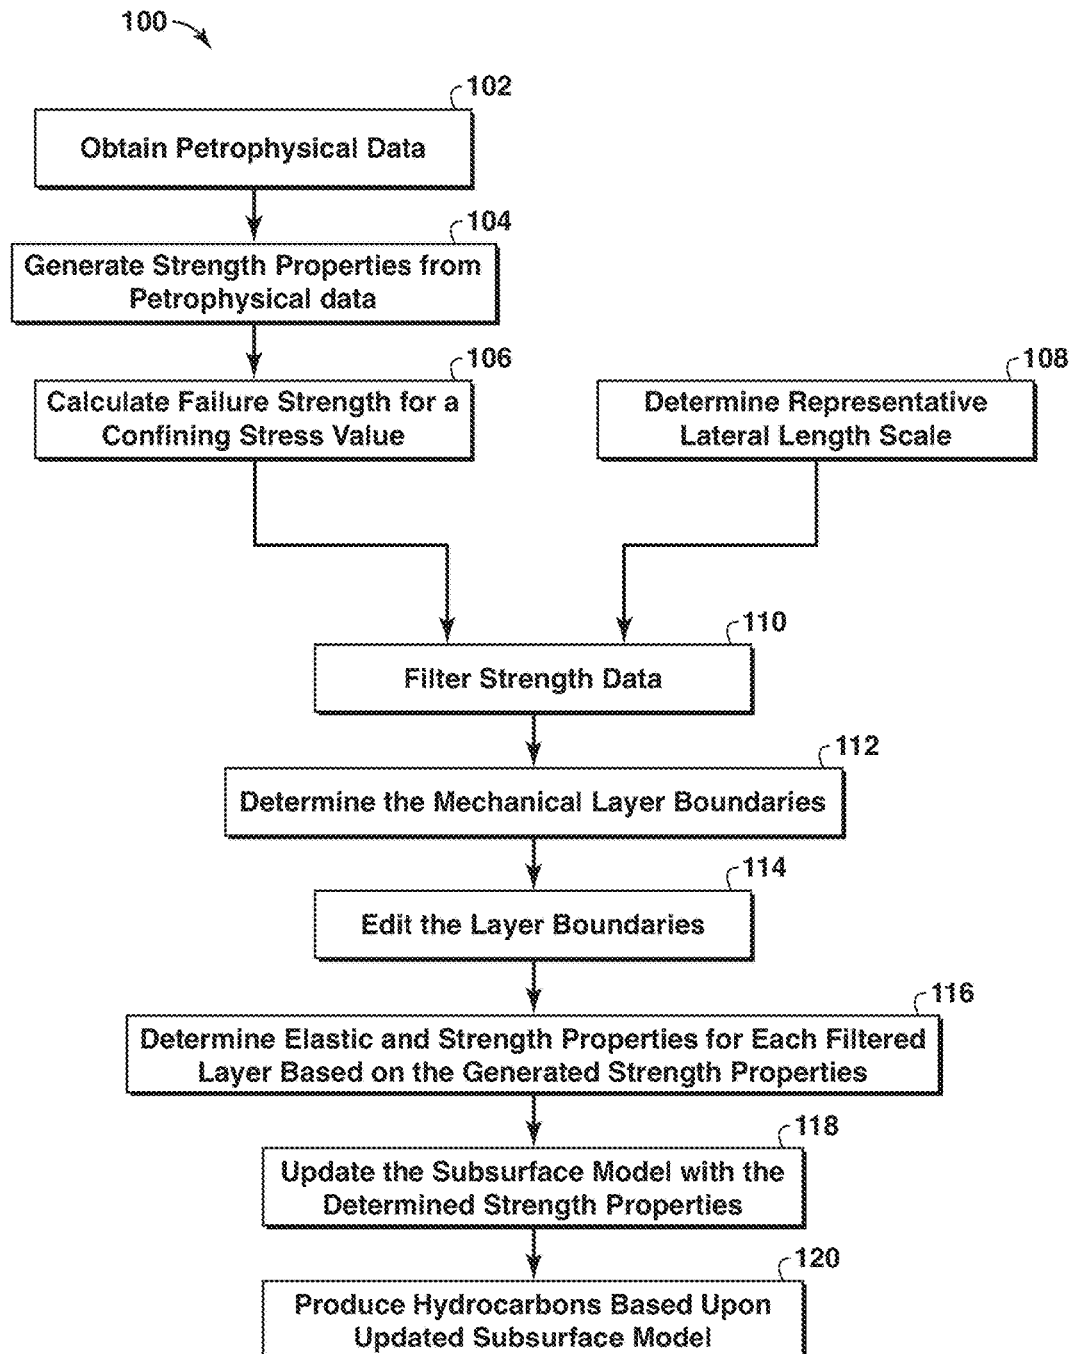 100
102
Obtain Petrophysical Data
104
Generate Strength Properties from
Petrophysical data
106
Calculate Failure Strength for a
Confining Stress Value
108
Determine Representative
Lateral Length Scale
110
Filter Strength Data
112
Determine the Mechanical Layer Boundaries
114
Edit the Layer Boundaries
116
Determine Elastic and Strength Properties for Each Filtered
Layer Based on the Generated Strength Properties
118
Update the Subsurface Model with the
Determined Strength Properties
120
Produce Hydrocarbons Based Upon
Updated Subsurface Model